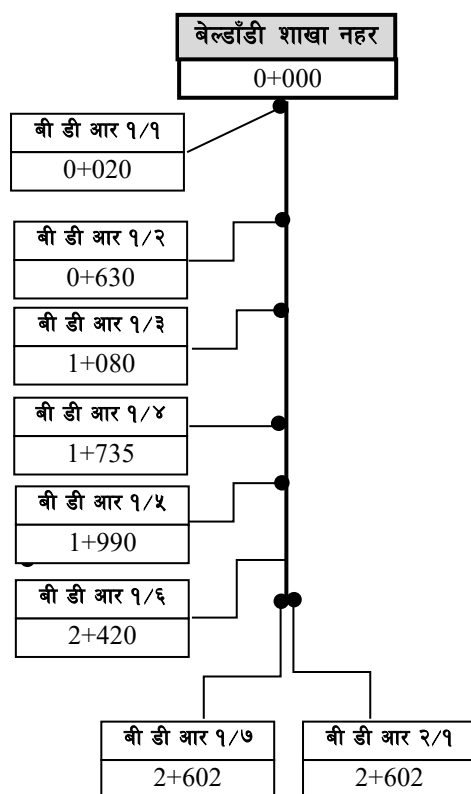 बेल्डाँडी शाखा नहर
0+000
बी डी आर १/१
0+020
बी डी आर १/२
0+630
बी डी आर १/३
1+080
बी डी आर १/४
1+735
बी डी आर १/५
1+990
बी डी आर १/६
2+420
बी डी आर १/७
2+602
बी डी आर २/१
2+602